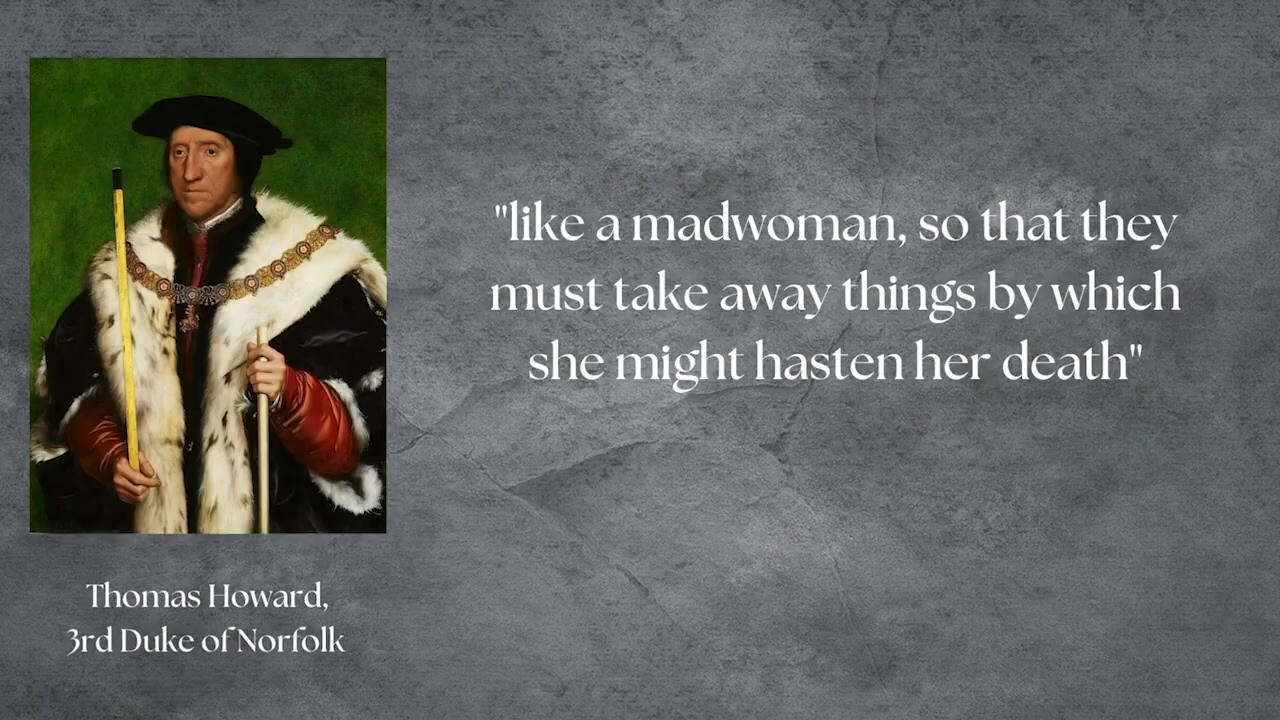 "like a madwoman, so that they
must take away things by which
she might hasten her death"
Thomas Howard,
3rd Duke of Norfolk